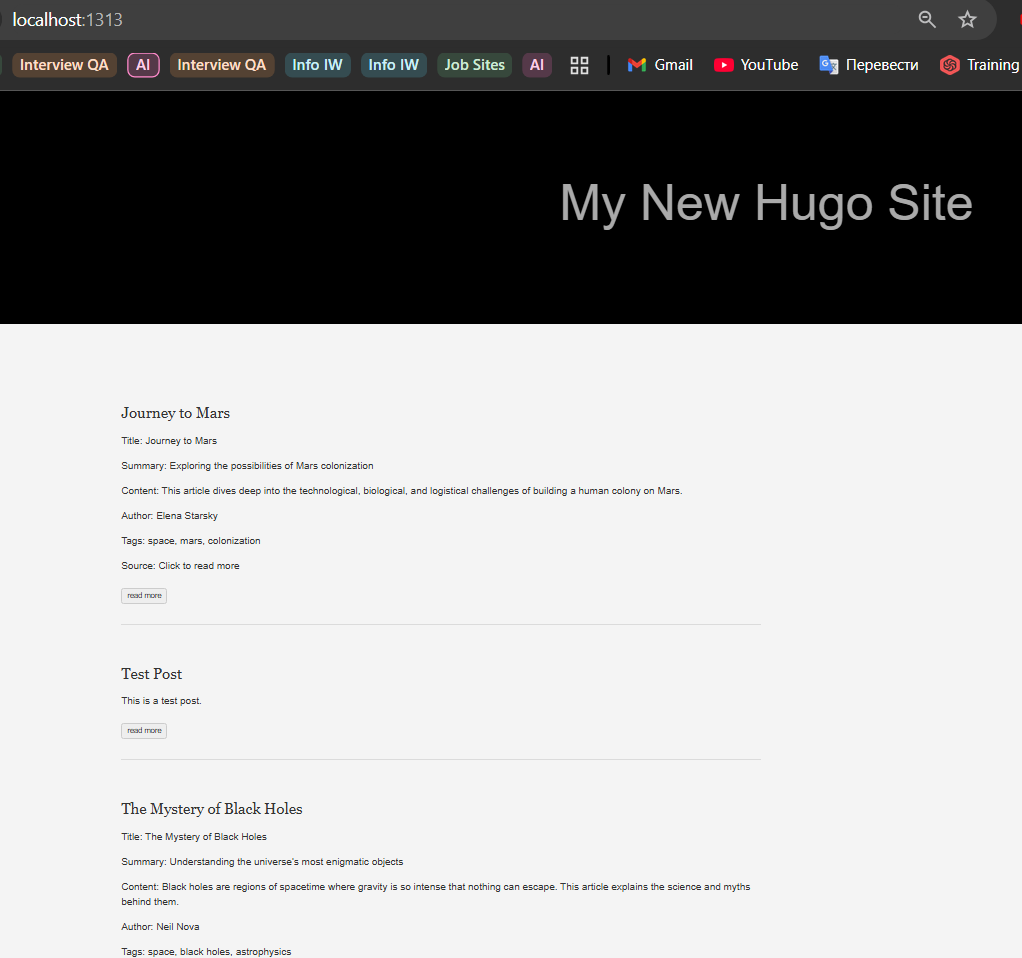 localhost:1313
Interview QA AI Interview QA Info IW Info IW Job Sites AI Gmail YouTube Перевести Training
My New Hugo Site
Journey to Mars
Title: Journey to Mars
Summary: Exploring the possibilities of Mars colonization
Content: This article dives deep into the technological, biological, and logistical challenges of building a human colony on Mars.
Author: Elena Starsky
Tags: space, mars, colonization
Source: Click to read more
read more
Test Post
This is a test post.
read more
The Mystery of Black Holes
Title: The Mystery of Black Holes
Summary: Understanding the universe's most enigmatic objects
Content: Black holes are regions of spacetime where gravity is so intense that nothing can escape. This article explains the science and myths
behind them.
Author: Neil Nova
Tags: space, black holes, astrophysics